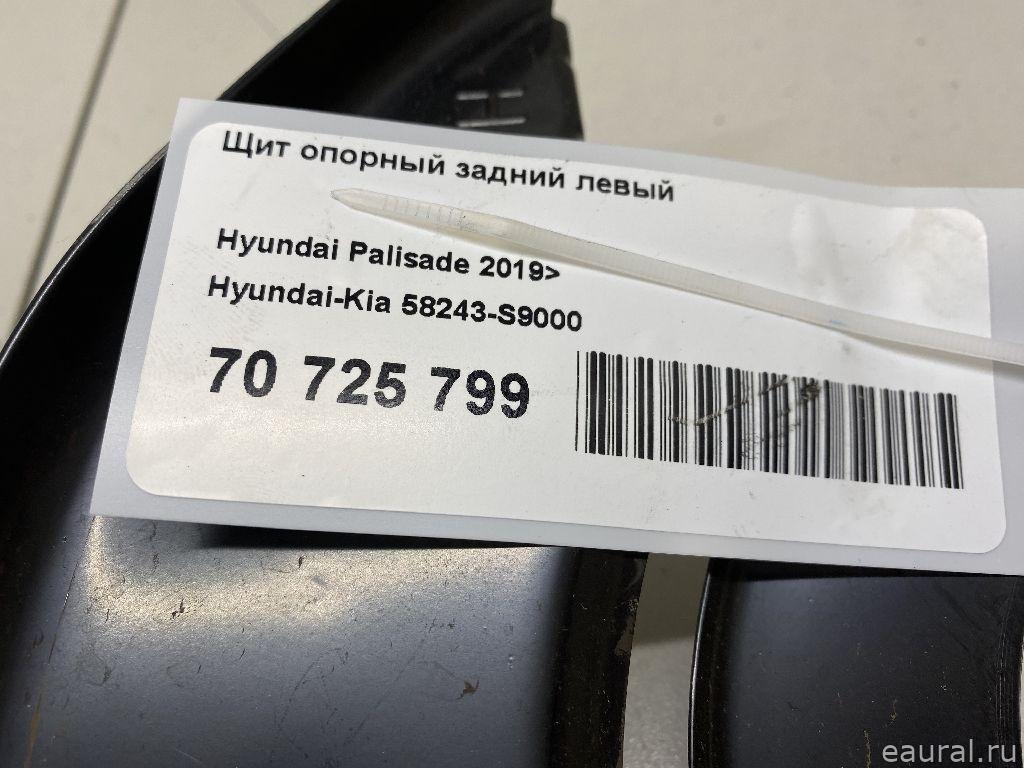 Щит опорный задний левый
Hyundai Palisade 2019>
Hyundai-Kia 58243-S9000
70 725 799
eaural.ru